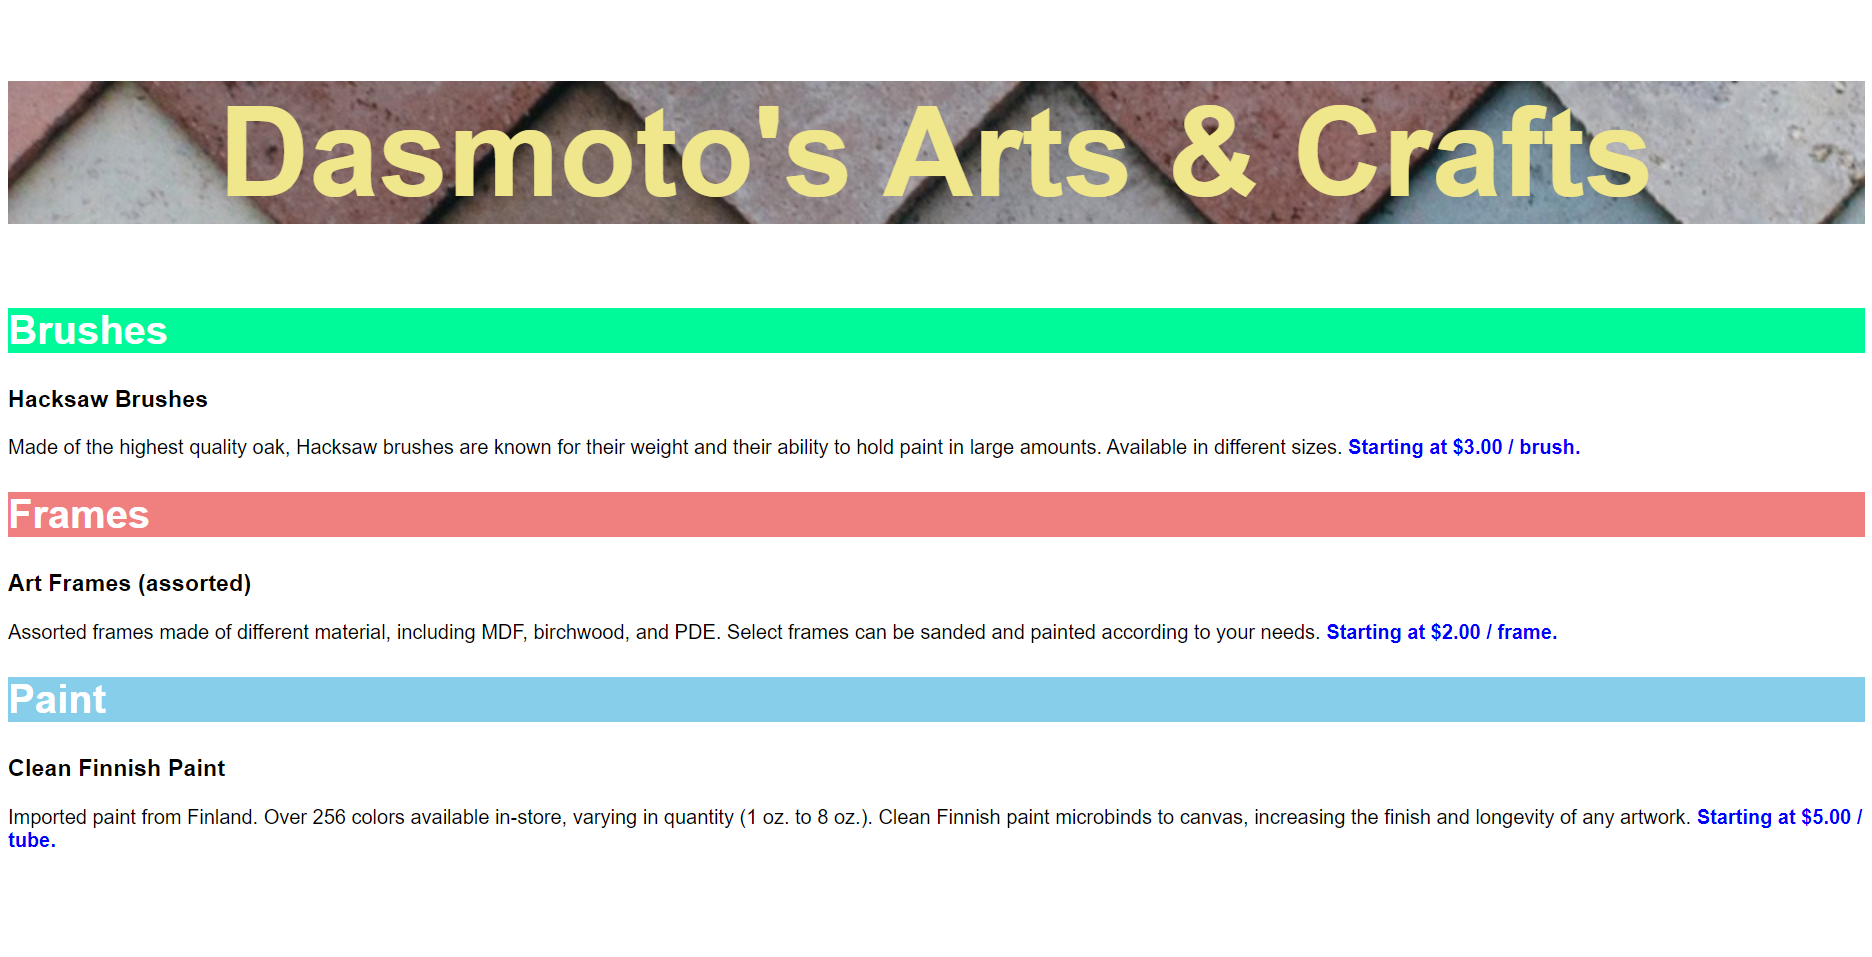 Dasmoto's Arts & Crafts
Brushes
Hacksaw Brushes
Made of the highest quality oak, Hacksaw brushes are known for their weight and their ability to hold paint in large amounts. Available in different sizes. Starting at $3.00 / brush.
Frames
Art Frames (assorted)
Assorted frames made of different material, including MDF, birchwood, and PDE. Select frames can be sanded and painted according to your needs. Starting at $2.00 / frame.
Paint
Clean Finnish Paint
Imported paint from Finland. Over 256 colors available in-store, varying in quantity (1 oz. to 8 oz.). Clean Finnish paint microbinds to canvas, increasing the finish and longevity of any artwork. Starting at $5.00 /
tube.